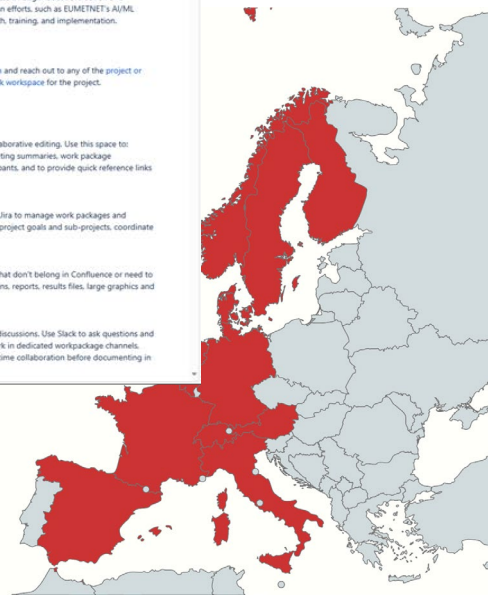 n efforts, such as EUMETNET's AI/ML
h, training, and implementation.
and reach out to any of the project or
k workspace for the project.
aborative editing. Use this space to:
ting summaries, work package
pants, and to provide quick reference links
Jira to manage work packages and
project goals and sub-projects, coordinate
hat don't belong in Confluence or need to
ns, reports, results files, large graphics and
discussions. Use Slack to ask questions and
rk in dedicated workpackage channels.
time collaboration before documenting in